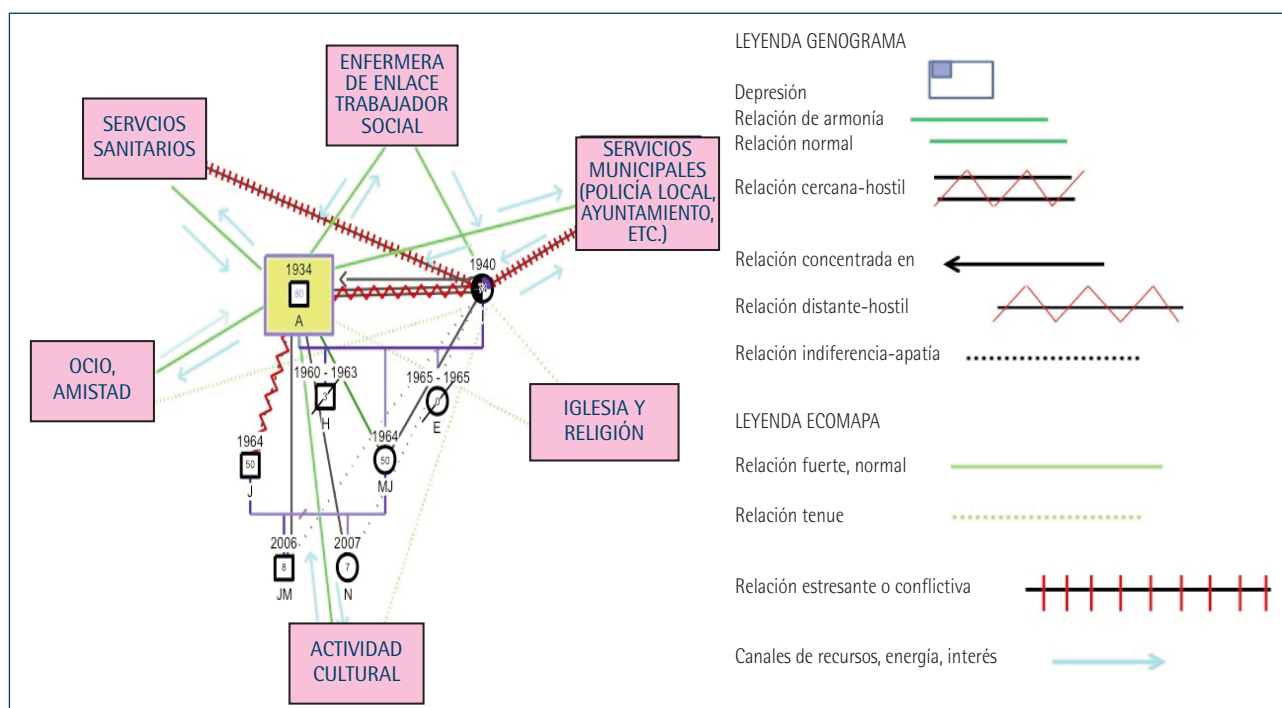 ENFERMERA
DE ENLACE
TRABAJADOR
SOCIAL
SERVCIOS
SANITARIOS
SERVICIOS
MUNICIPALES
(POLICÍA LOCAL,
AYUNTAMIENTO,
ETC.)
1934
80
A
1940
OCIO,
AMISTAD
1960 - 1963
3
H
1965 - 1965
0
E
IGLESIA Y
RELIGIÓN
1964
50
J
1964
50
MJ
2006
8
JM
2007
7
N
ACTIVIDAD
CULTURAL
LEYENDA GENOGRAMA
Depresión
Relación de armonía
Relación normal
Relación cercana-hostil
Relación concentrada en
Relación distante-hostil
Relación indiferencia-apatía
LEYENDA ECOMAPA
Relación fuerte, normal
Relación tenue
Relación estresante o conflictiva
Canales de recursos, energía, interés